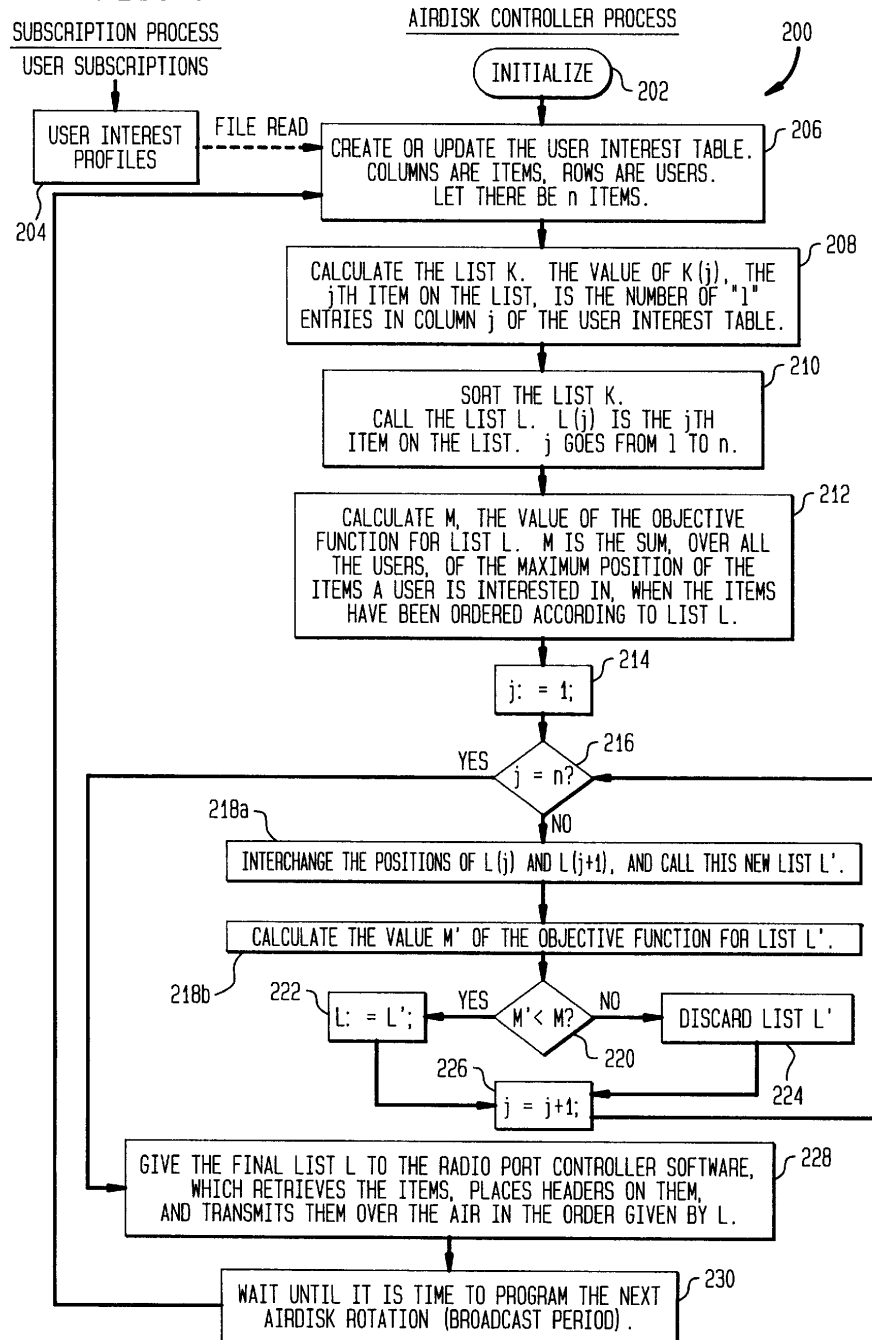 SUBSCRIPTION PROCESS
USER SUBSCRIPTIONS
AIRDISK CONTROLLER PROCESS
200
INITIALIZE
202
USER INTEREST
PROFILES
204
FILE READ
206
CREATE OR UPDATE THE USER INTEREST TABLE.
COLUMNS ARE ITEMS, ROWS ARE USERS.
LET THERE BE n ITEMS.
208
CALCULATE THE LIST K. THE VALUE OF K(j), THE
jTH ITEM ON THE LIST, IS THE NUMBER OF "1"
ENTRIES IN COLUMN j OF THE USER INTEREST TABLE.
210
SORT THE LIST K.
CALL THE LIST L. L(j) IS THE jTH
ITEM ON THE LIST. j GOES FROM 1 TO n.
212
CALCULATE M, THE VALUE OF THE OBJECTIVE
FUNCTION FOR LIST L. M IS THE SUM, OVER ALL
THE USERS, OF THE MAXIMUM POSITION OF THE
ITEMS A USER IS INTERESTED IN, WHEN THE ITEMS
HAVE BEEN ORDERED ACCORDING TO LIST L.
214
j: = 1;
216
YES
j = n?
NO
218a
INTERCHANGE THE POSITIONS OF L(j) AND L(j+1), AND CALL THIS NEW LIST L'.
CALCULATE THE VALUE M' OF THE OBJECTIVE FUNCTION FOR LIST L'.
218b
222
L: = L';
YES
M'< M?
NO
220
DISCARD LIST L'
224
226
j = j+1;
228
GIVE THE FINAL LIST L TO THE RADIO PORT CONTROLLER SOFTWARE,
WHICH RETRIEVES THE ITEMS, PLACES HEADERS ON THEM,
AND TRANSMITS THEM OVER THE AIR IN THE ORDER GIVEN BY L.
230
WAIT UNTIL IT IS TIME TO PROGRAM THE NEXT
AIRDISK ROTATION (BROADCAST PERIOD).